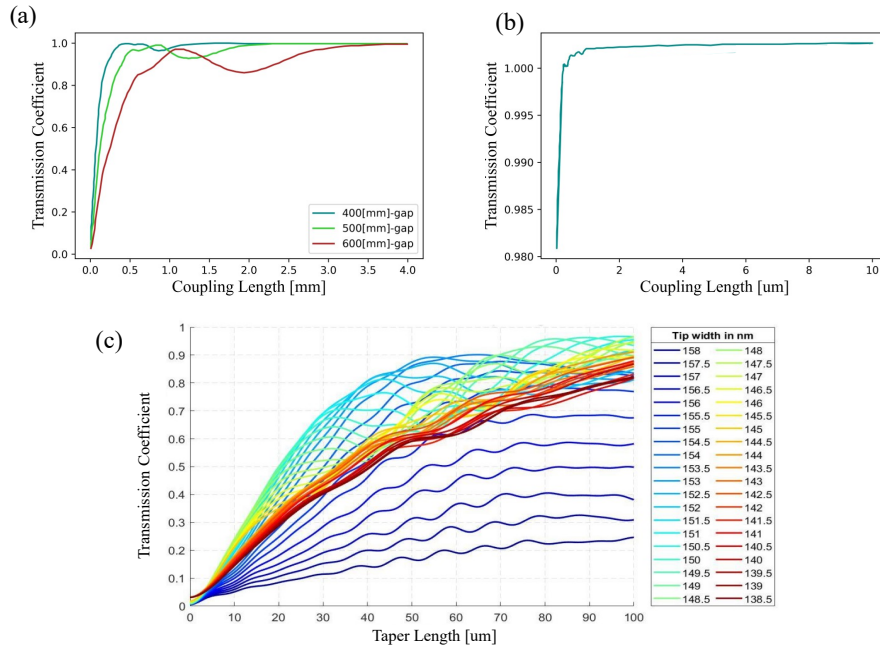 (a)
Transmission Coefficient
1.0
0.8
0.6
0.4
0.2
0.0
0.0 0.5 1.0 1.5 2.0 2.5 3.0 3.5 4.0
Coupling Length [mm]
400[mm]-gap
500[mm]-gap
600[mm]-gap
(b)
Transmission Coefficient
1.000
0.995
0.990
0.985
0.980
0 2 4 6 8 10
Coupling Length [um]
(c)
Transmission Coefficient
1
0.9
0.8
0.7
0.6
0.5
0.4
0.3
0.2
0.1
0
0 10 20 30 40 50 60 70 80 90 100
Taper Length [um]
Tip width in nm
158 148
157.5 147.5
157 147
156.5 146.5
156 146
155.5 145.5
155 145
154.5 144.5
154 144
153.5 143.5
153 143
152.5 142.5
152 142
151.5 141.5
151 141
150.5 140.5
150 140
149.5 139.5
149 139
148.5 138.5